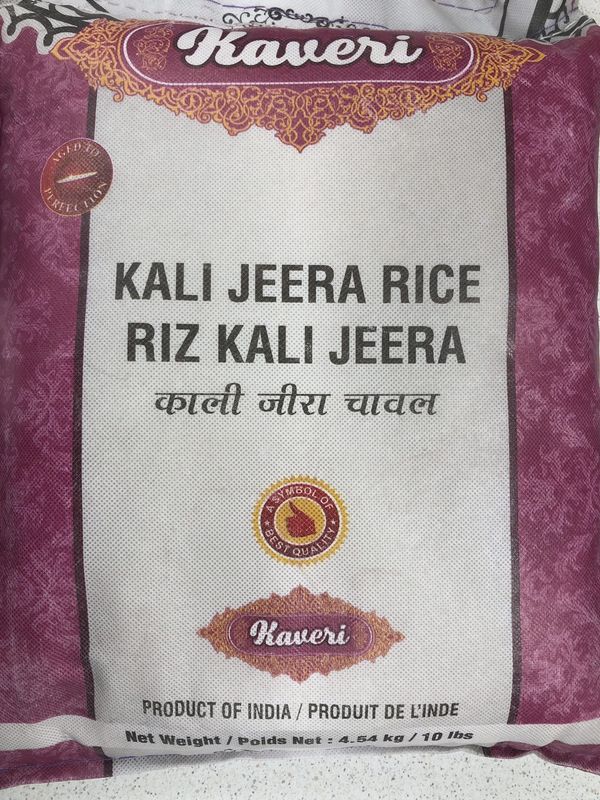 Kaveri
AGED TO
PERFECTION
KALI JEERA RICE
RIZ KALI JEERA
काली जीरा चावल
A SYMBOL OF
BEST QUALITY
Kaveri
PRODUCT OF INDIA / PRODUIT DE L'INDE
Net Weight / Poids Net : 4.54 kg / 10 lbs